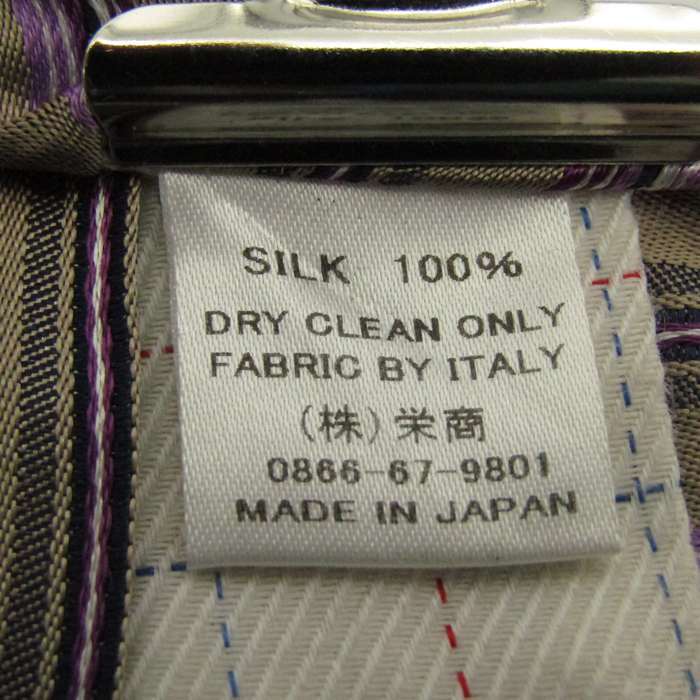 SILK 100%
DRY CLEAN ONLY
FABRIC BY ITALY
(株)栄商
0866-67-9801
MADE IN JAPAN